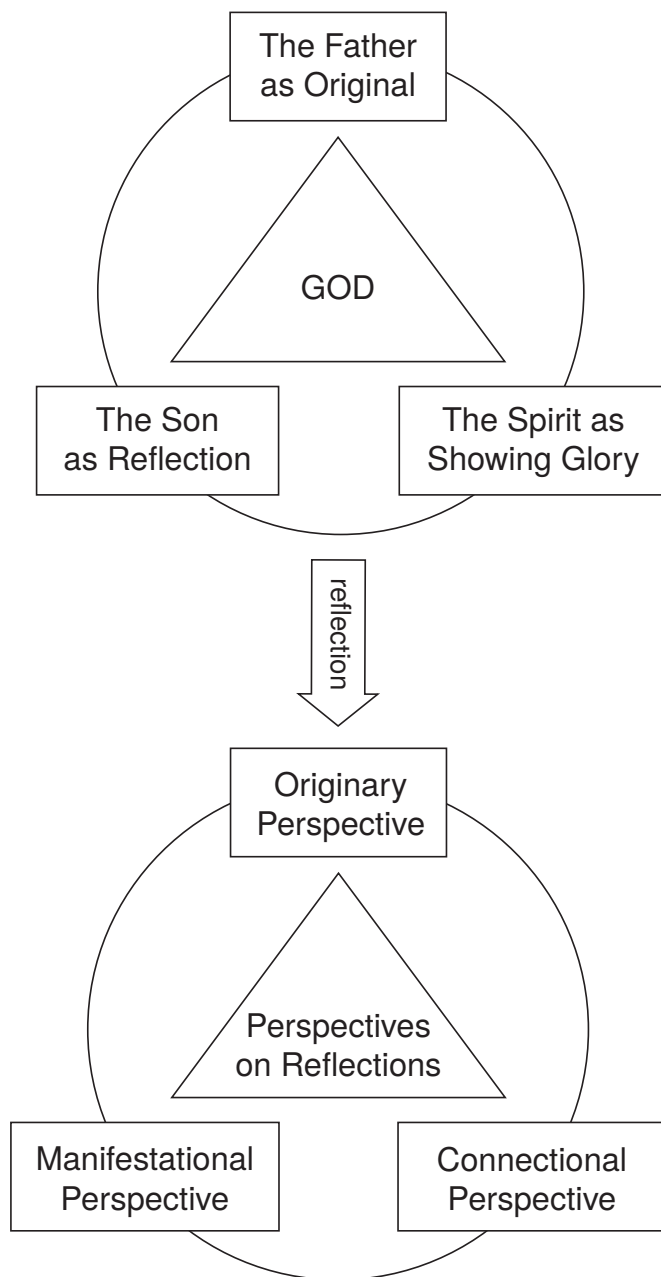 The Father
as Original
GOD
The Son
as Reflection
The Spirit as
Showing Glory
reflection
Originary
Perspective
Perspectives
on Reflections
Manifestational
Perspective
Connectional
Perspective